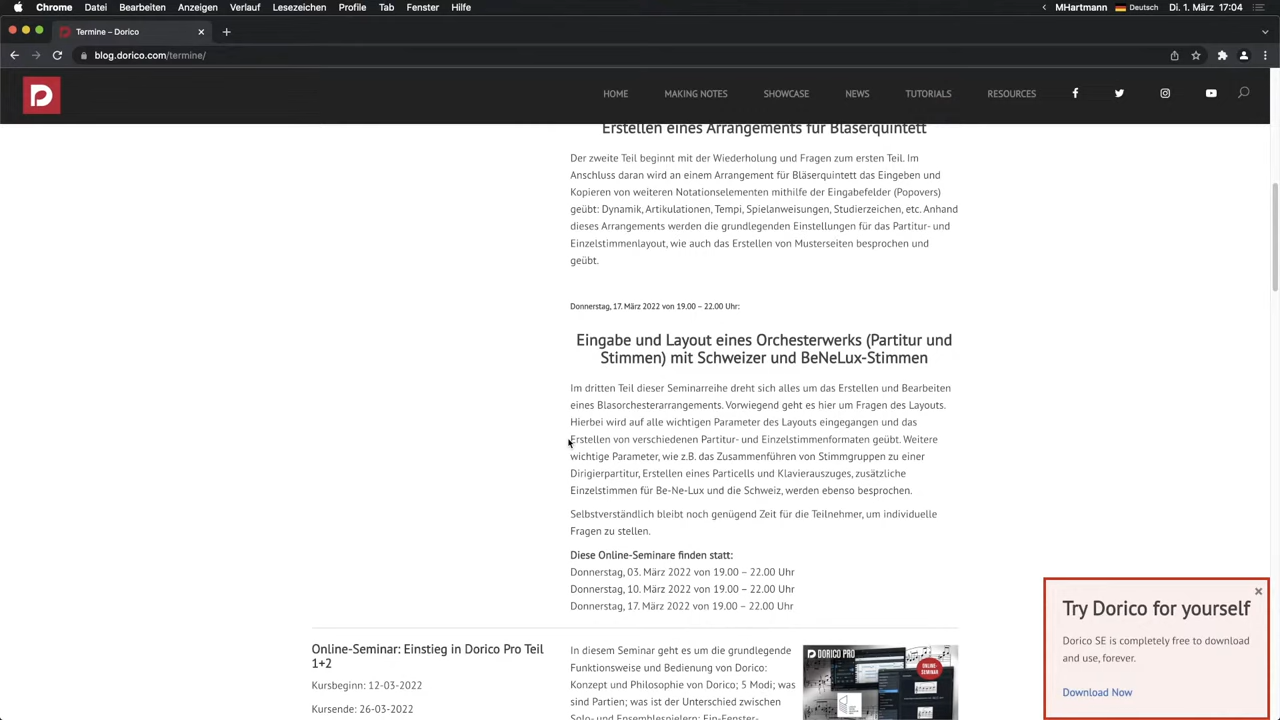 Chrome Datei Bearbeiten Anzeigen Verlauf Lesezeichen Profile Tab Fenster Hilfe
MHartmann Deutsch Di. 1. März 17:04
Termine – Dorico
blog.dorico.com/termine/
HOME MAKING NOTES SHOWCASE NEWS TUTORIALS RESOURCES
Erstellen eines Arrangements für Bläserquintett
Der zweite Teil beginnt mit der Wiederholung und Fragen zum ersten Teil. Im
Anschluss daran wird an einem Arrangement für Bläserquintett das Eingeben und
Kopieren von weiteren Notationselementen mithilfe der Eingabefelder (Popovers)
geübt: Dynamik, Artikulationen, Tempi, Spielanweisungen, Studierzeichen, etc. Anhand
dieses Arrangements werden die grundlegenden Einstellungen für das Partitur- und
Einzelstimmenlayout, wie auch das Erstellen von Musterseiten besprochen und
geübt.
Donnerstag, 17. März 2022 von 19.00 – 22.00 Uhr:
Eingabe und Layout eines Orchesterwerks (Partitur und
Stimmen) mit Schweizer und BeNeLux-Stimmen
Im dritten Teil dieser Seminarreihe dreht sich alles um das Erstellen und Bearbeiten
eines Blasorchesterarrangements. Vorwiegend geht es hier um Fragen des Layouts.
Hierbei wird auf alle wichtigen Parameter des Layouts eingegangen und das
Erstellen von verschiedenen Partitur- und Einzelstimmenformaten geübt. Weitere
wichtige Parameter, wie z.B. das Zusammenführen von Stimmgruppen zu einer
Dirigierpartitur, Erstellen eines Particells und Klavierauszuges, zusätzliche
Einzelstimmen für Be-Ne-Lux und die Schweiz, werden ebenso besprochen.
Selbstverständlich bleibt noch genügend Zeit für die Teilnehmer, um individuelle
Fragen zu stellen.
Diese Online-Seminare finden statt:
Donnerstag, 03. März 2022 von 19.00 – 22.00 Uhr
Donnerstag, 10. März 2022 von 19.00 – 22.00 Uhr
Donnerstag, 17. März 2022 von 19.00 – 22.00 Uhr
Online-Seminar: Einstieg in Dorico Pro Teil
1+2
Kursbeginn: 12-03-2022
Kursende: 26-03-2022
In diesem Seminar geht es um die grundlegende
Funktionsweise und Bedienung von Dorico:
Konzept und Philosophie von Dorico; 5 Modi; was
sind Partien; was ist der Unterschied zwischen
Solo- und Ensemblespielern; Ein-Fenster-
DORICO PRO
ONLINE-
SEMINAR
Try Dorico for yourself
Dorico SE is completely free to download
and use, forever.
Download Now